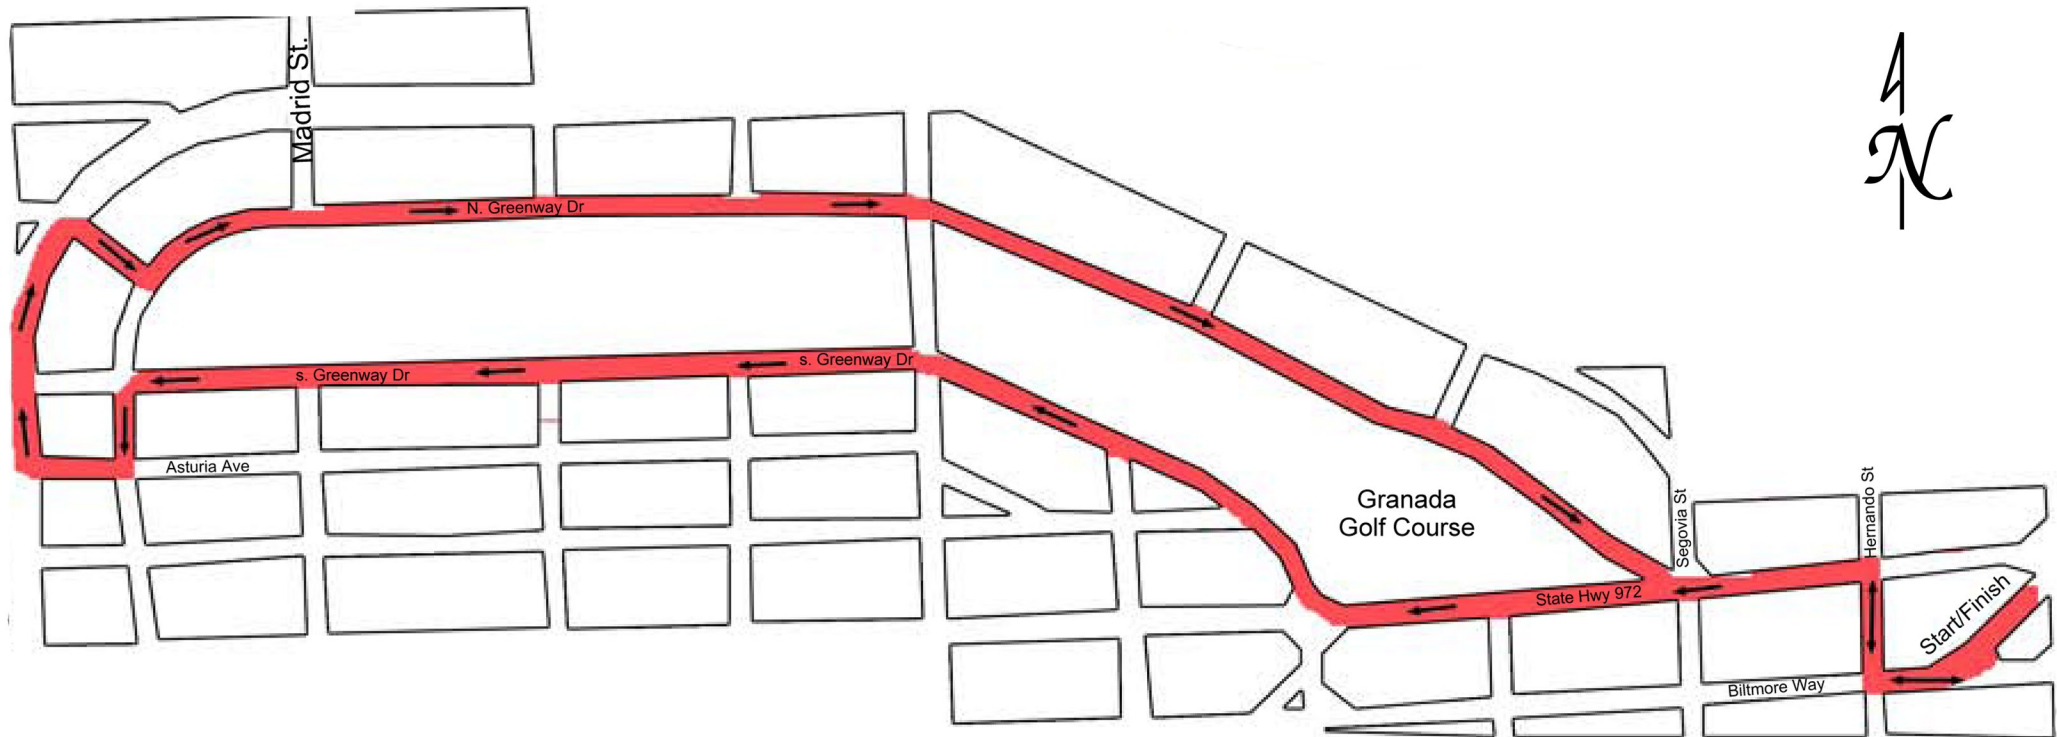 Madrid St.
N
N. Greenway Dr
s. Greenway Dr
s. Greenway Dr
Asturia Ave
Granada
Golf Course
Segovia St
Hernando St
State Hwy 972
Start/Finish
Biltmore Way